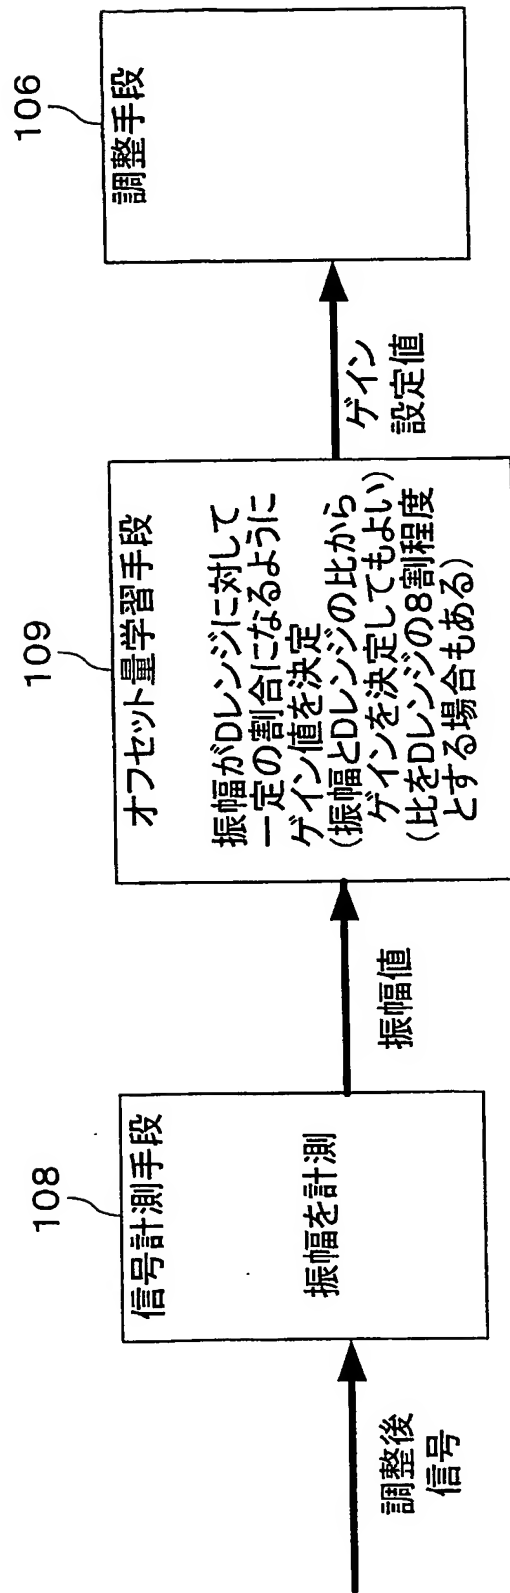 調整後
信号
108
信号計測手段
振幅を計測
振幅値
109
オフセット量学習手段
振幅がDレンジに対して
一定の割合になるように
ゲイン値を決定
(振幅とDレンジの比から
ゲインを決定してもよい)
(比をDレンジの8割程度
とする場合もある)
ゲイン
設定値
106
調整手段